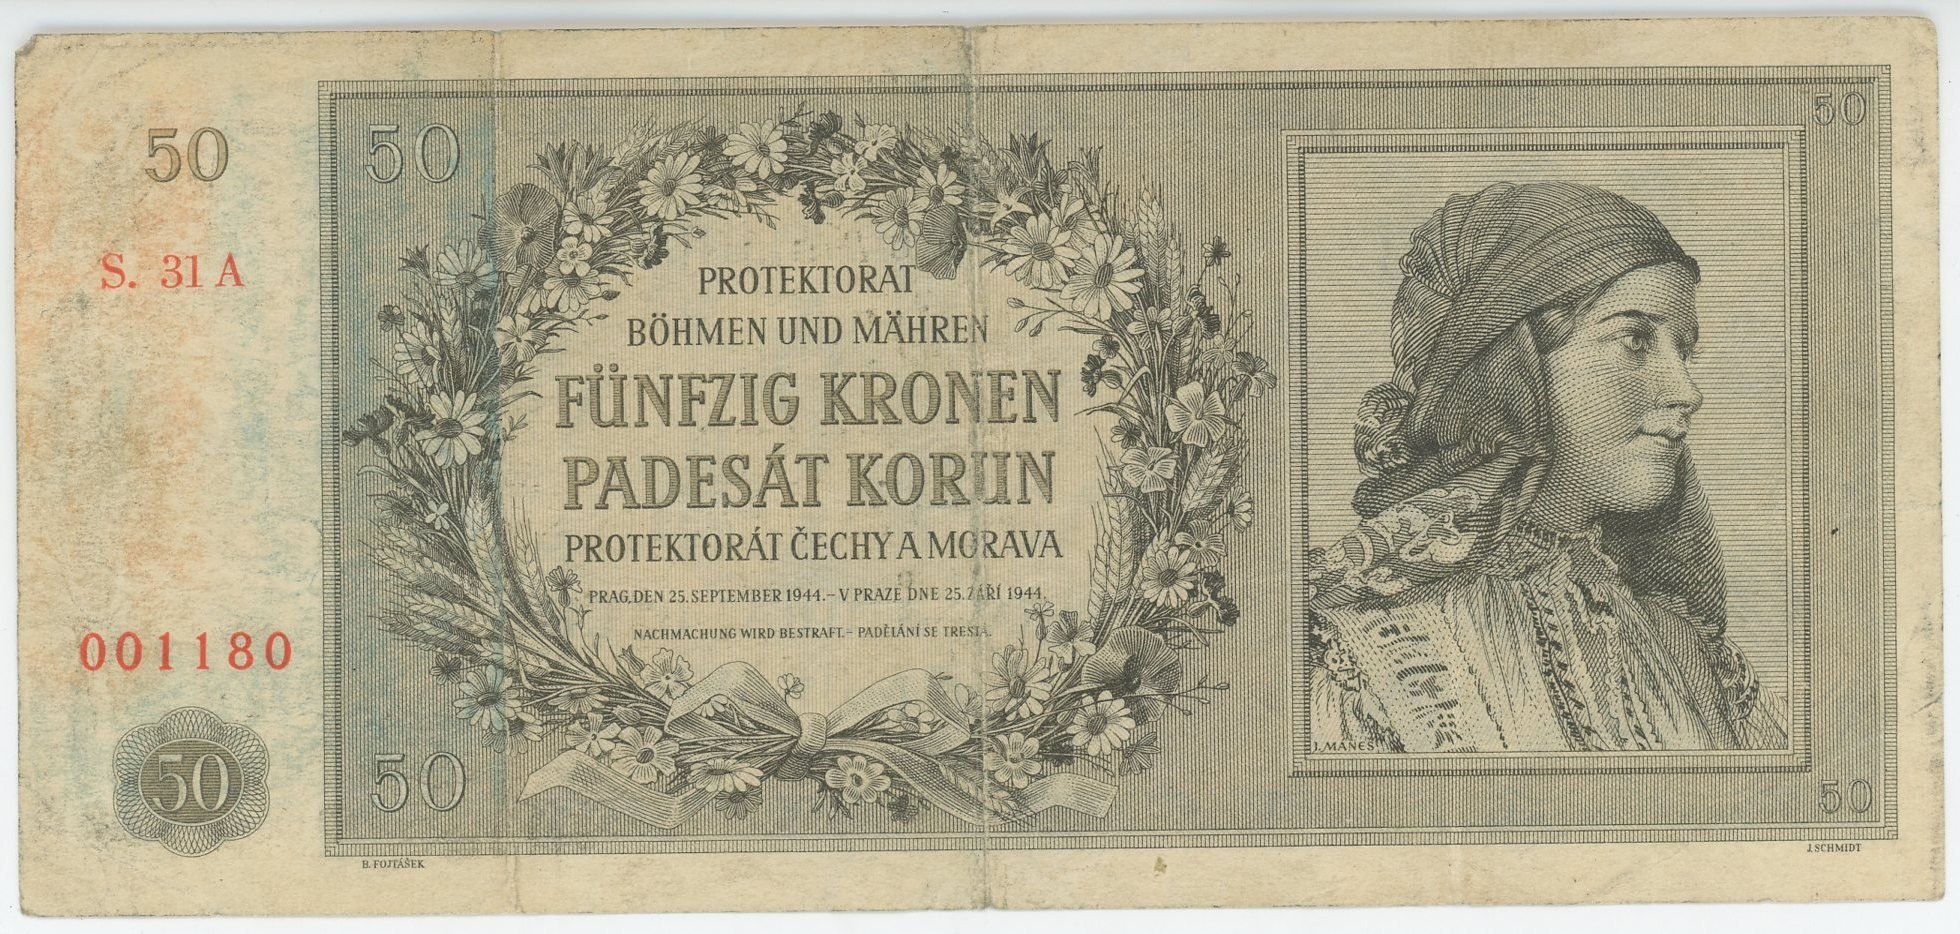 50
S. 31 A
001180
50
50
50
PROTEKTORAT
BÖHMEN UND MÄHREN
FÜNFZIG KRONEN
PADESÁT KORUN
PROTEKTORÁT ČECHY A MORAVA
PRAG, DEN 25. SEPTEMBER 1944. – V PRAZE DNE 25. ZÁŘÍ 1944.
NACHMACHUNG WIRD BESTRAFT. – PADĚLÁNÍ SE TRESTÁ.
50
J. MÁNES
50
B. FOJTÁŠEK
J. SCHMIDT